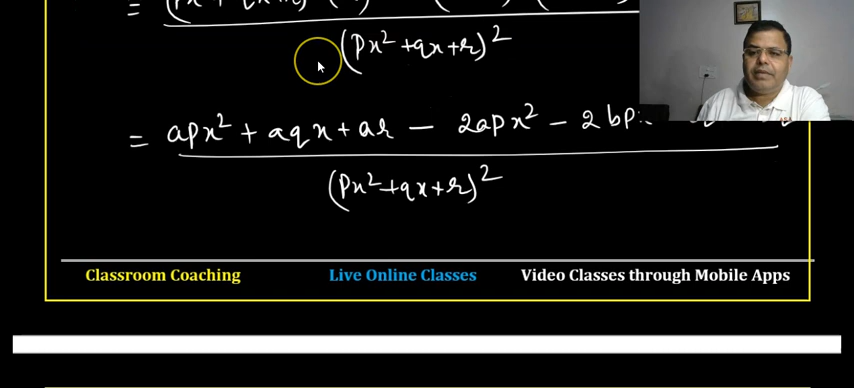 =
(px² + qx + r)²
= apx² + aqx + ar − 2apx² − 2bp
(px² + qx + r)²
Classroom Coaching Live Online Classes Video Classes through Mobile Apps